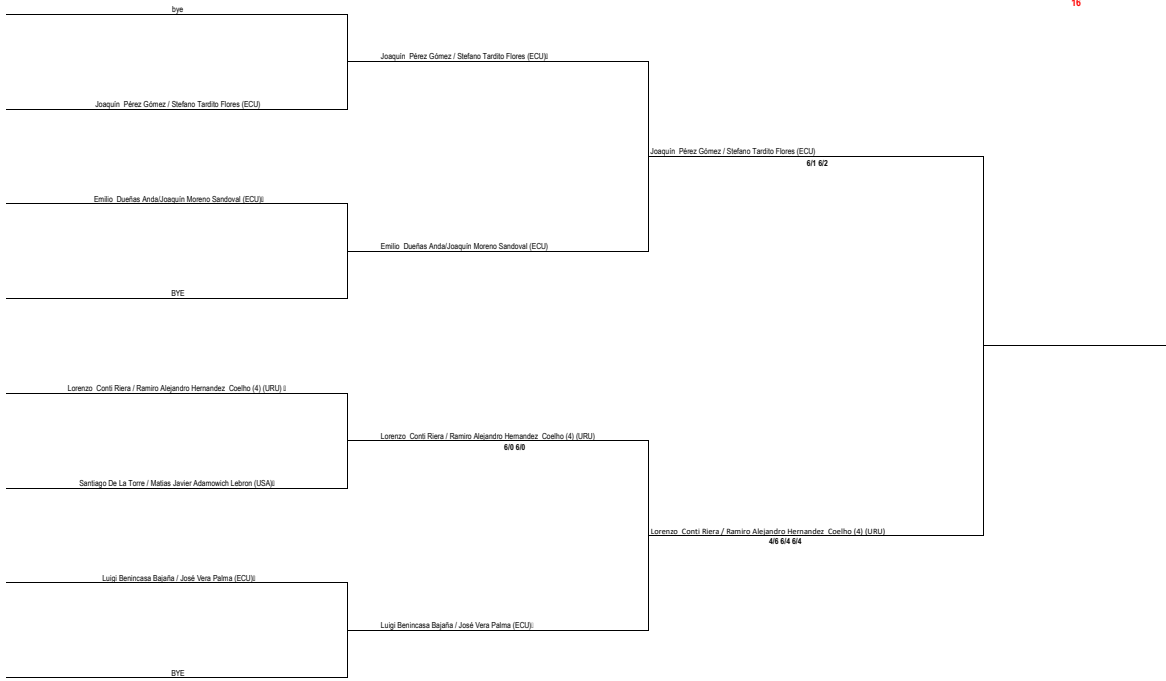 16
bye
Joaquín Pérez Gómez / Stefano Tardito Flores (ECU)
Joaquín Pérez Gómez / Stefano Tardito Flores (ECU)
Joaquín Pérez Gómez / Stefano Tardito Flores (ECU)
6/1 6/2
Emilio Dueñas Anda/Joaquín Moreno Sandoval (ECU)
Emilio Dueñas Anda/Joaquín Moreno Sandoval (ECU)
BYE
Lorenzo Conti Riera / Ramiro Alejandro Hernandez Coelho (4) (URU)
Lorenzo Conti Riera / Ramiro Alejandro Hernandez Coelho (4) (URU)
6/0 6/0
Santiago De La Torre / Matias Javier Adamowich Lebron (USA)
Lorenzo Conti Riera / Ramiro Alejandro Hernandez Coelho (4) (URU)
4/6 6/4 6/4
Luigi Benincasa Bajaña / José Vera Palma (ECU)
Luigi Benincasa Bajaña / José Vera Palma (ECU)
BYE